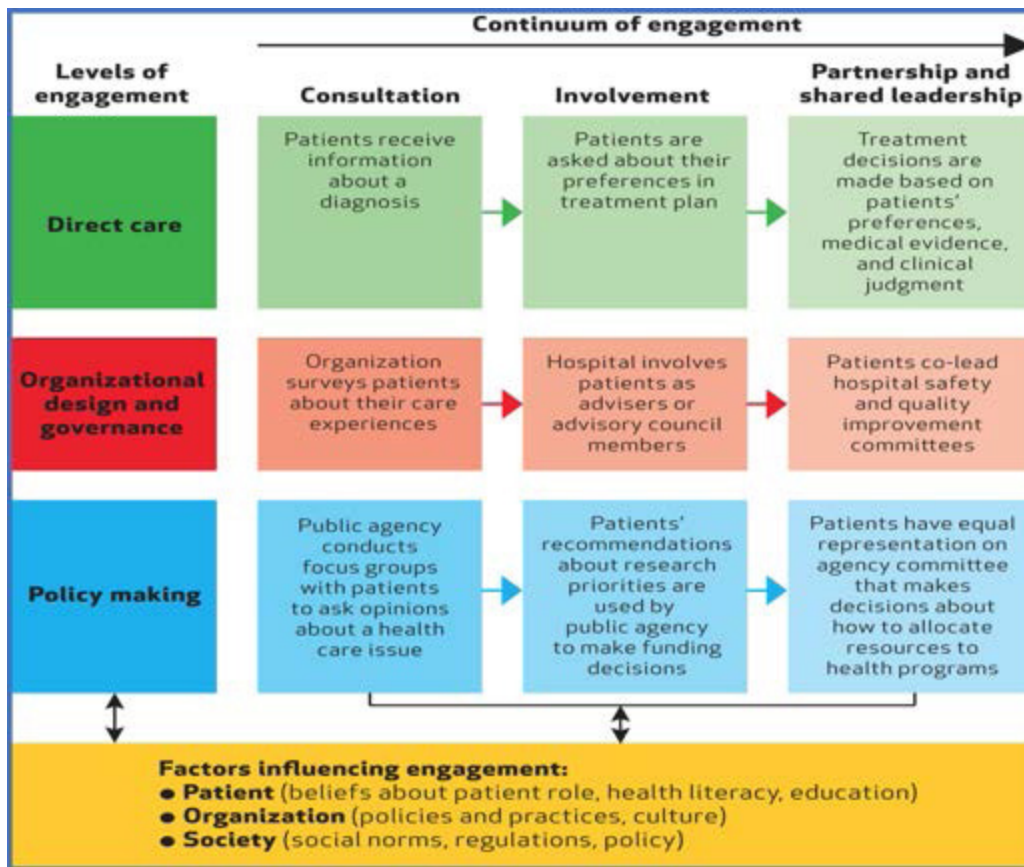 Continuum of engagement
Levels of
engagement
Consultation
Involvement
Partnership and
shared leadership
Direct care
Patients receive
information
about a
diagnosis
Patients are
asked about their
preferences in
treatment plan
Treatment
decisions are
made based on
patients’
preferences,
medical evidence,
and clinical
judgment
Organizational
design and
governance
Organization
surveys patients
about their care
experiences
Hospital involves
patients as
advisers or
advisory council
members
Patients co-lead
hospital safety
and quality
improvement
committees
Policy making
Public agency
conducts
focus groups
with patients
to ask opinions
about a health
care issue
Patients’
recommendations
about research
priorities are
used by
public agency
to make funding
decisions
Patients have equal
representation on
agency committee
that makes
decisions about
how to allocate
resources to
health programs
Factors influencing engagement:
● Patient (beliefs about patient role, health literacy, education)
● Organization (policies and practices, culture)
● Society (social norms, regulations, policy)